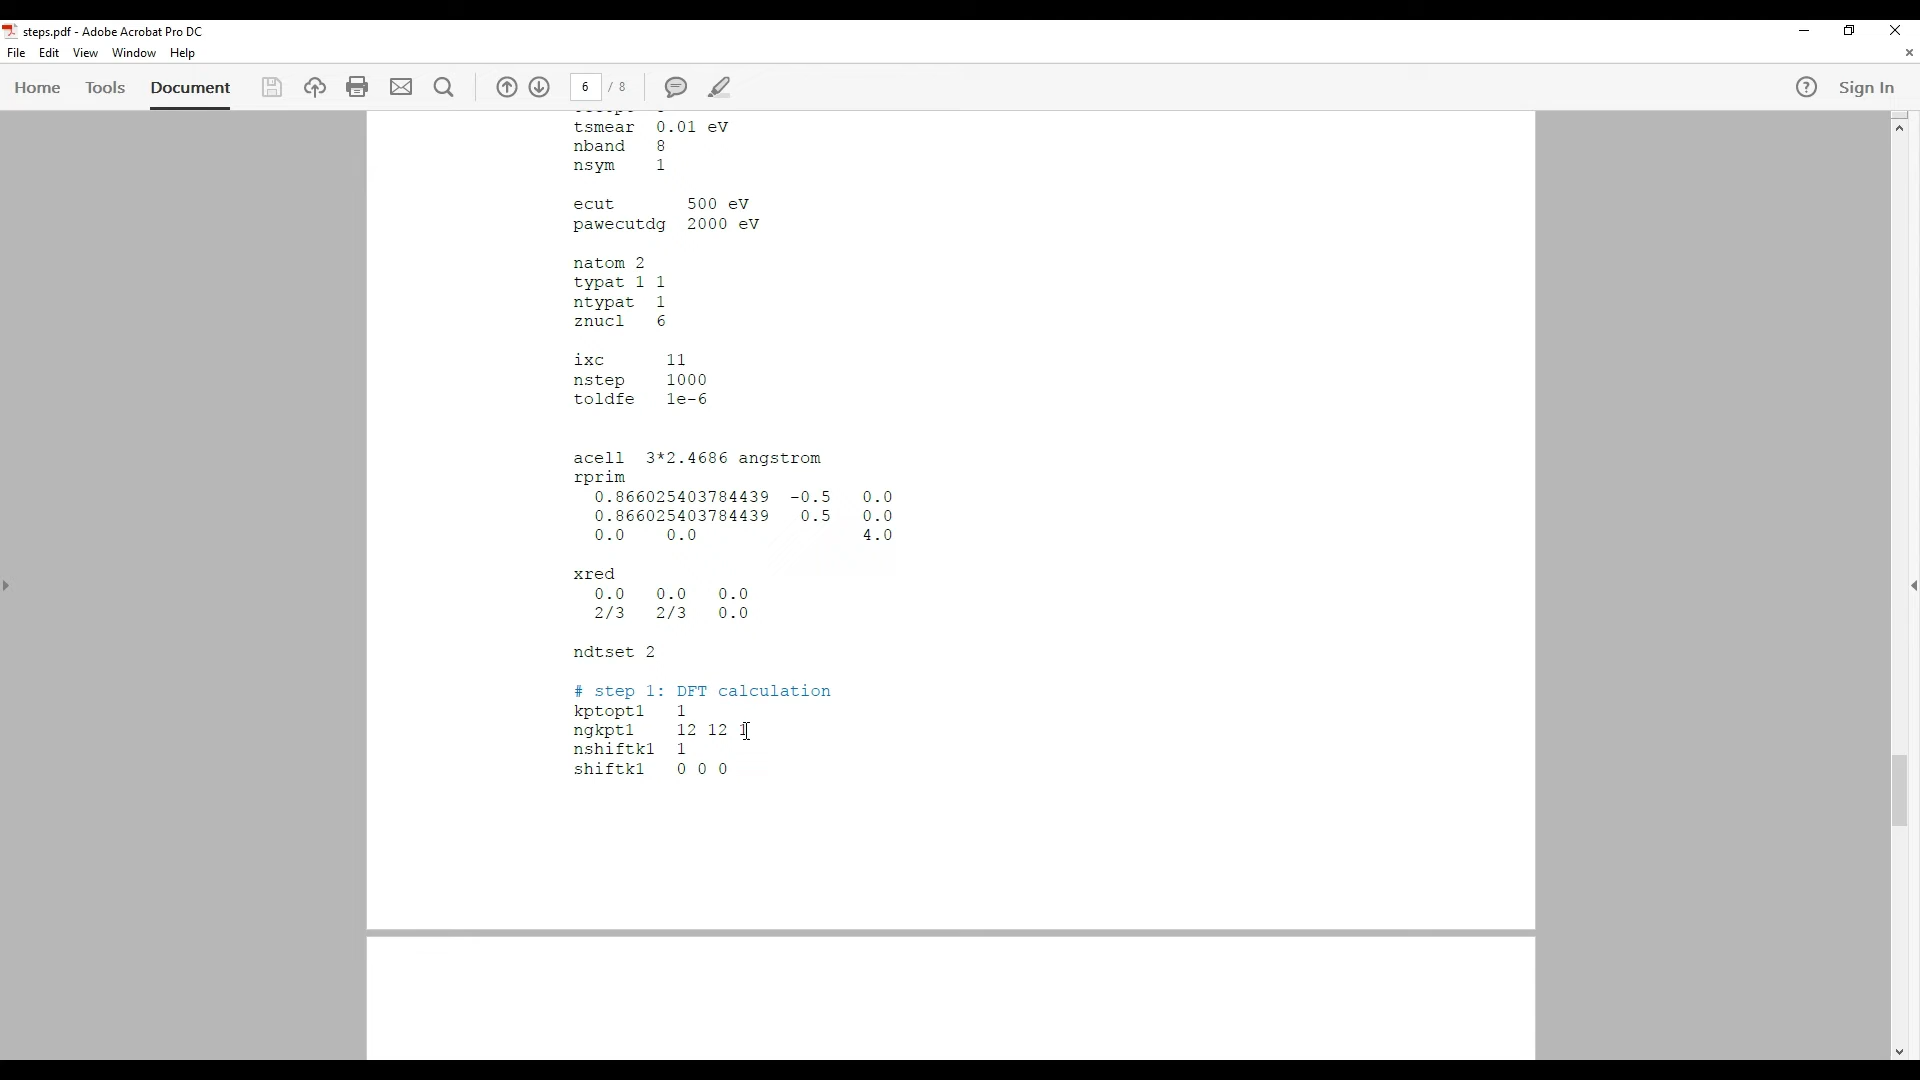 steps.pdf - Adobe Acrobat Pro DC
File Edit View Window Help
Home Tools Document 6 / 8 Sign In
tsmear 0.01 eV
nband 8
nsym 1
ecut 500 eV
pawecutdg 2000 eV
natom 2
typat 1 1
ntypat 1
znucl 6
ixc 11
nstep 1000
toldfe 1e-6
acell 3*2.4686 angstrom
rprim
0.866025403784439 -0.5 0.0
0.866025403784439 0.5 0.0
0.0 0.0 4.0
xred
0.0 0.0 0.0
2/3 2/3 0.0
ndtset 2
# step 1: DFT calculation
kptopt1 1
ngkpt1 12 12 1
nshiftk1 1
shiftk1 0 0 0